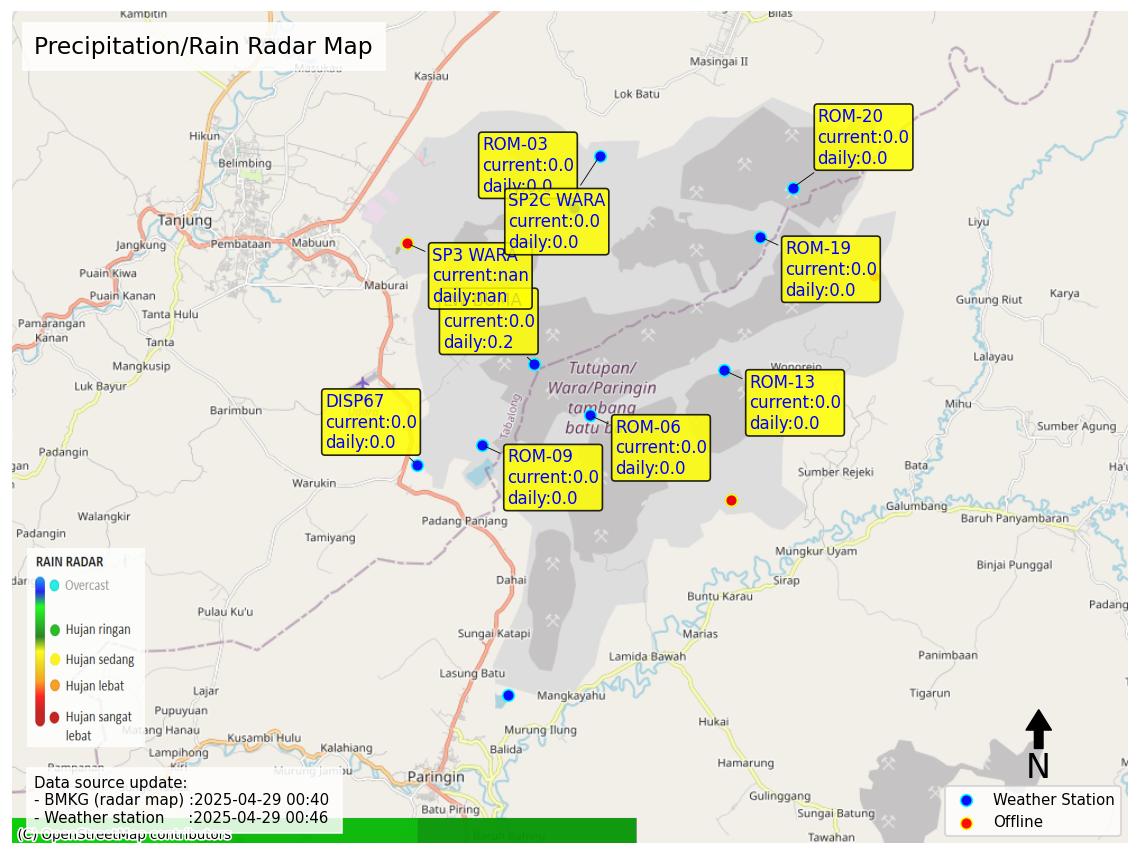 Precipitation/Rain Radar Map
Kambitin
Bilas
Masukau
Kasiau
Masingai II
Lok Batu
Hikun
Belimbing
ROM-03
current:0.0
daily:0.0
ROM-20
current:0.0
daily:0.0
SP2C WARA
current:0.0
daily:0.0
Tanjung
Jangkung
Pembataan
Mabuun
Liyu
SP3 WARA
current:nan
daily:nan
ROM-19
current:0.0
daily:0.0
Puain Kiwa
Maburai
Puain Kanan
Tanta Hulu
Gunung Riut
Karya
current:0.0
daily:0.2
Pamarangan
Kanan
Tanta
Mangkusip
Lalayau
Luk Bayur
Tutupan/
Wara/Paringin
tambang
batu b
Wonorejo
ROM-13
current:0.0
daily:0.0
DISP67
current:0.0
daily:0.0
Barimbun
Tabalong
Mihu
Sumber Agung
ROM-06
current:0.0
daily:0.0
ROM-09
current:0.0
daily:0.0
gan
Padangin
Warukin
Sumber Rejeki
Bata
Galumbang
Baruh Panyambaran
Walangkir
Padang Panjang
Padangin
Tamiyang
Mungkur Uyam
Binjai Punggal
RAIN RADAR
Overcast
Hujan ringan
Hujan sedang
Hujan lebat
Hujan sangat
lebat
Dahai
Sirap
Buntu Karau
Padang
Pulau Ku'u
Sungai Katapi
Marias
Lamida Bawah
Panimbaan
Lasung Batu
Lajar
Mangkayahu
Tigarun
Pupuyuan
Matang Hanau
Kusambi Hulu
Murung Ilung
Hukai
Lampihong
Kalahiang
Balida
Kiri
Pampanan
Murung Jambu
Paringin
Hamarung
N
M
Data source update:
- BMKG (radar map) :2025-04-29 00:40
- Weather station :2025-04-29 00:46
Batu Piring
Gulinggang
Sungai Batung
Tawahan
Weather Station
Offline
(C) OpenStreetMap contributors